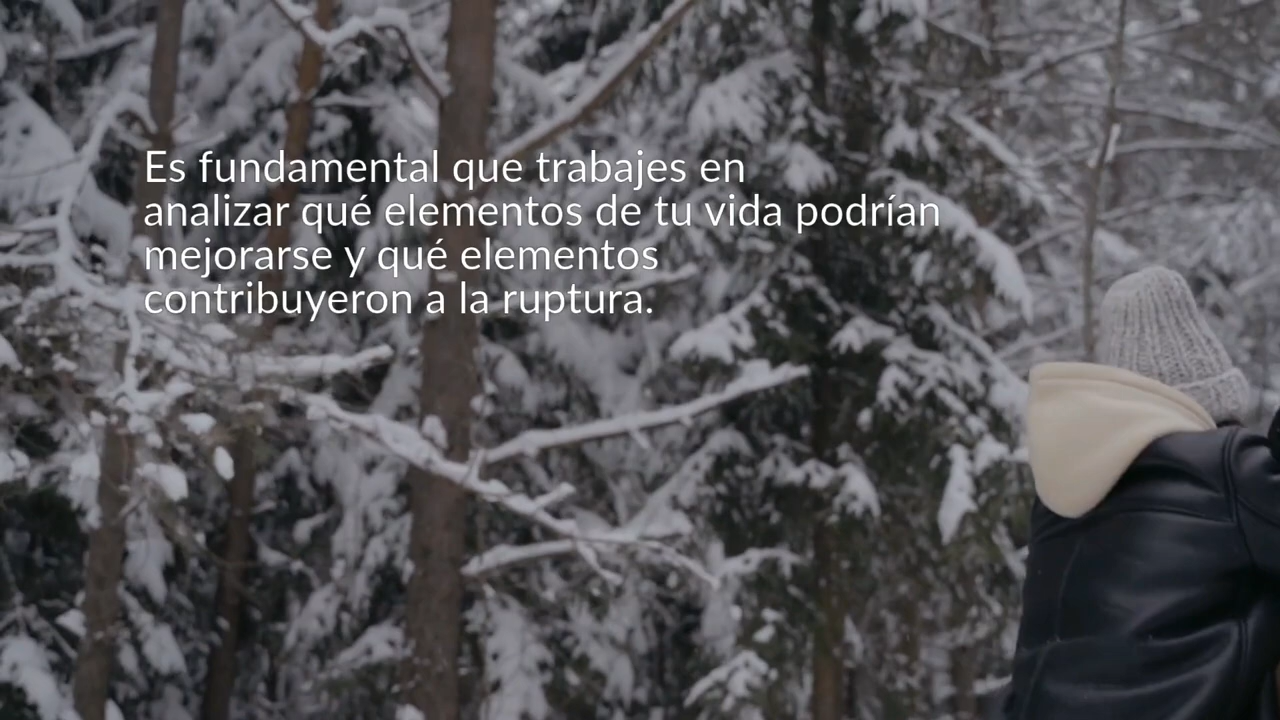 Es fundamental que trabajes en
analizar qué elementos de tu vida podrían
mejorarse y qué elementos
contribuyeron a la ruptura.